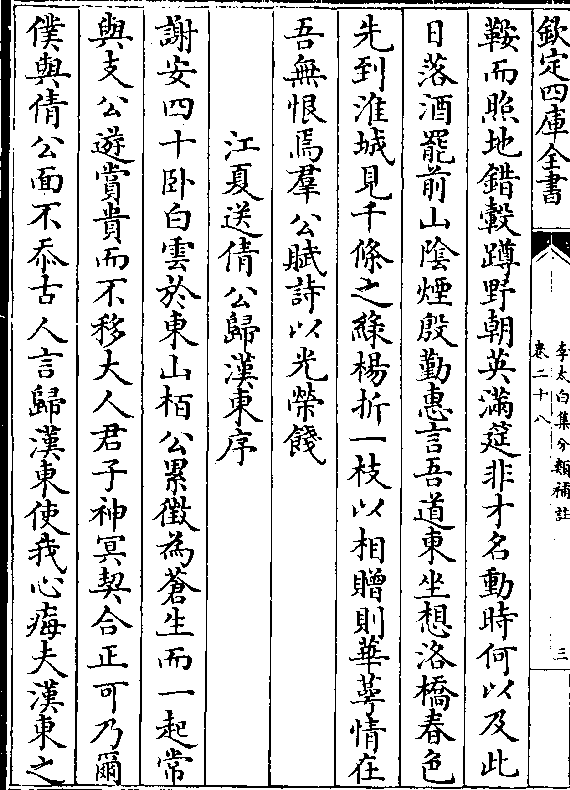 欽定四庫全書
李太白集分類補註
卷二十八
三
鞍而照地錯轂蹲野朝英滿筵非才名動時何以及此
日落酒罷前山陰煙殷勤惠言吾道東坐想洛橋春色
先到淮城見千條之綠楊折一枝以相贈則華萼情在
吾無恨焉羣公賦詩以光榮餞
江夏送倩公歸漢東序
謝安四十卧白雲於東山栢公累徵為蒼生而一起常
與支公遊賞貴而不移大人君子神冥契合正可乃爾
僕與倩公面不忝古人言歸漢東使我心痗夫漢東之